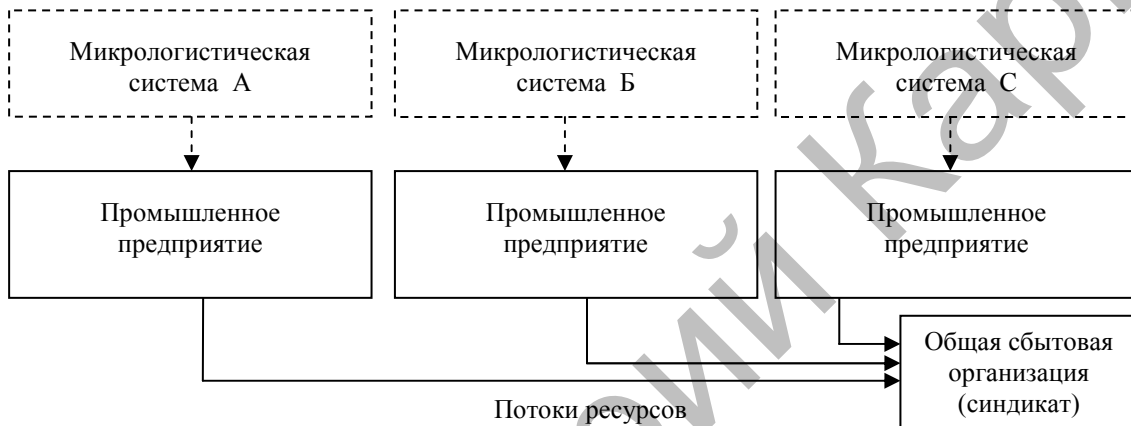 Микрологистическая
система А
Микрологистическая
система Б
Микрологистическая
система С
Промышленное
предприятие
Промышленное
предприятие
Промышленное
предприятие
Общая сбытовая
организация
(синдикат)
Потоки ресурсов